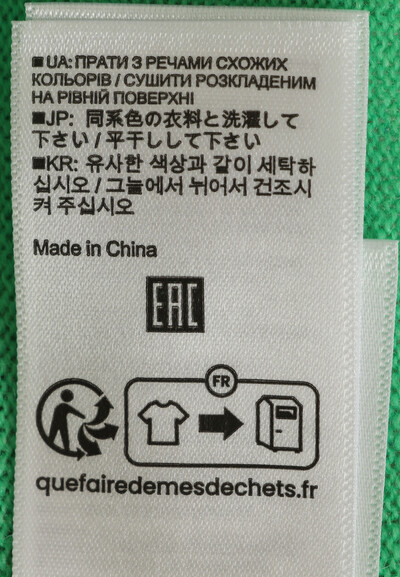 ■UA: ПРАТИ З РЕЧАМИ СХОЖИХ
КОЛЬОРІВ / СУШИТИ РОЗКЛАДЕНИМ
НА РІВНІЙ ПОВЕРХНІ
■JP: 同系色の衣料と洗濯して
下さい / 平干しして下さい
■KR: 유사한 색상과 같이 세탁하
십시오 / 그늘에서 뉘어서 건조시
켜 주십시오
Made in China
EAC
FR
quefairedemesdechets.fr